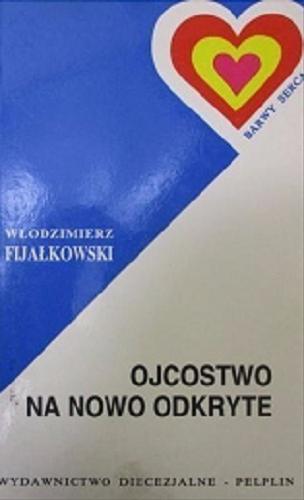 BARWY SERCA
WŁODZIMIERZ
FIJAŁKOWSKI
OJCOSTWO
NA NOWO ODKRYTE
WYDAWNICTWO DIECEZJALNE - PELPLIN